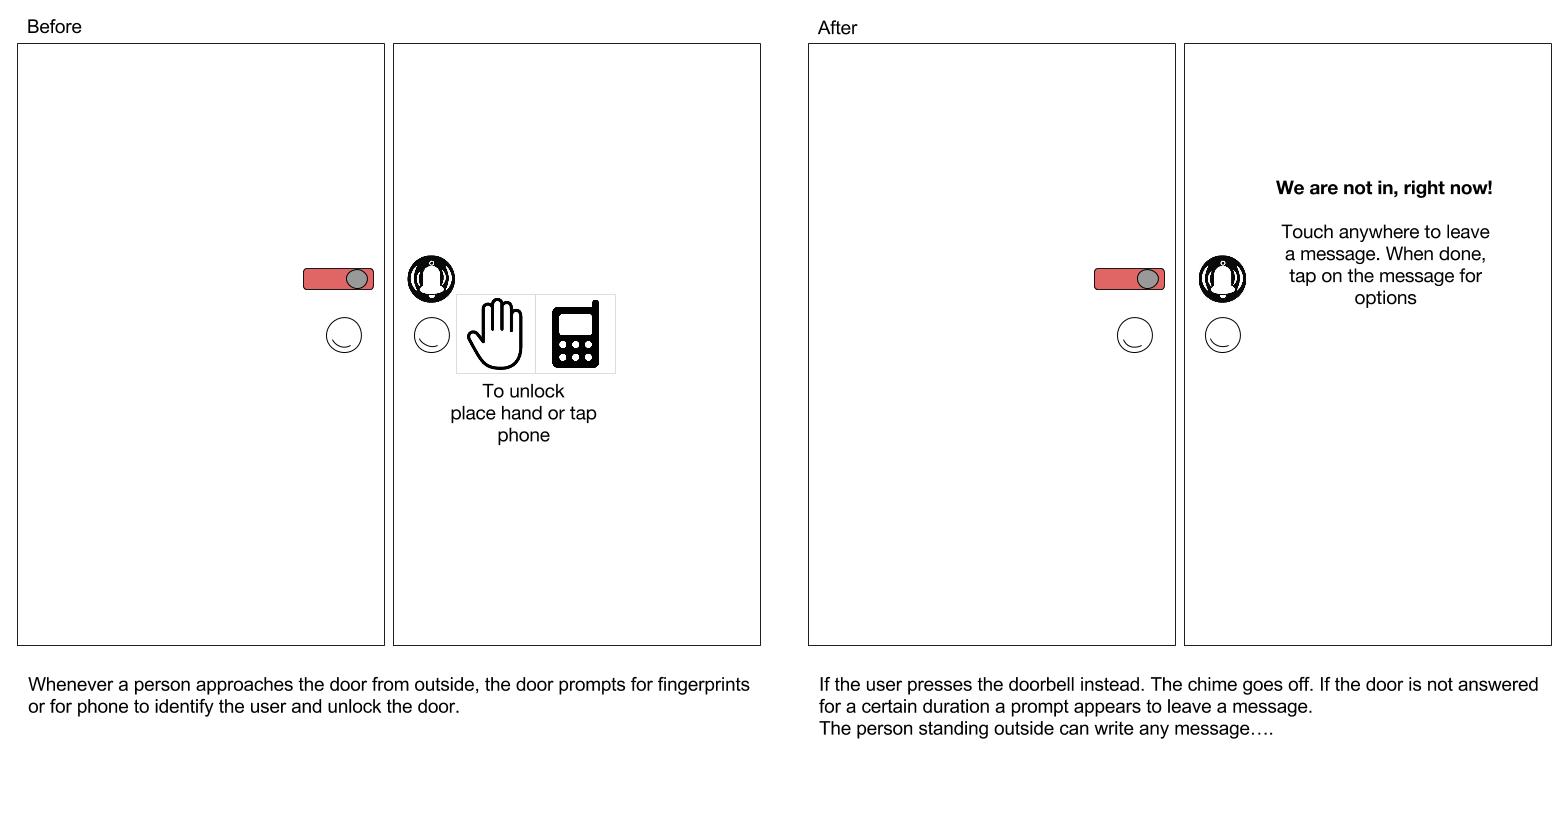 Before
To unlock
place hand or tap
phone
Whenever a person approaches the door from outside, the door prompts for fingerprints
or for phone to identify the user and unlock the door.
After
We are not in, right now!
Touch anywhere to leave
a message. When done,
tap on the message for
options
If the user presses the doorbell instead. The chime goes off. If the door is not answered
for a certain duration a prompt appears to leave a message.
The person standing outside can write any message….